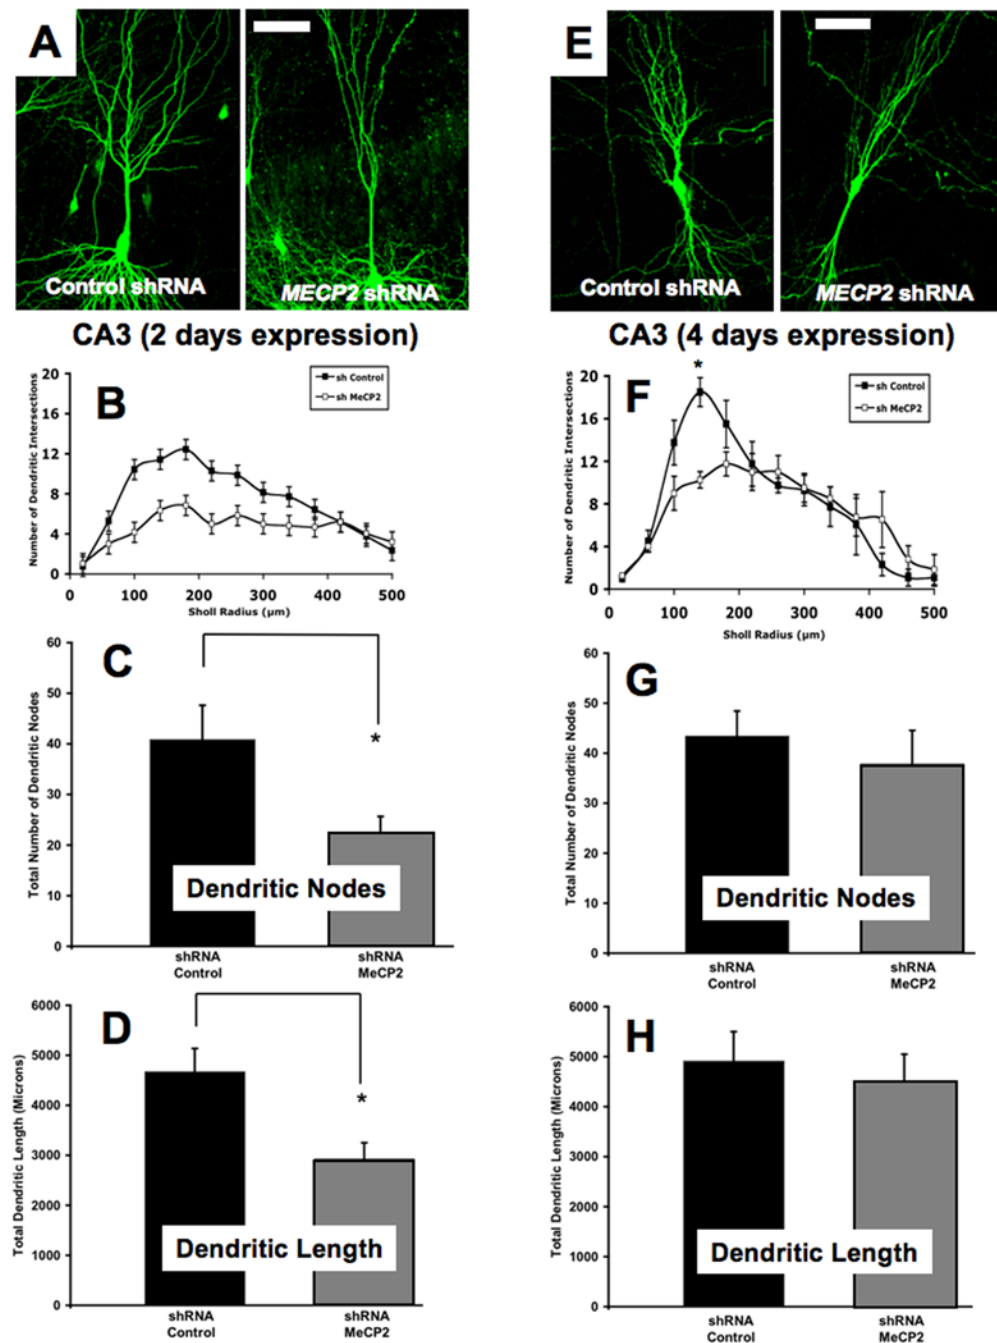 A
Control shRNA
MECP2 shRNA
CA3 (2 days expression)
B
sh Control
sh MeCP2
Number of Dendritic Intersections
20
16
12
8
4
0
0
100
200
300
400
500
Sholl Radius (µm)
C
*
Total Number of Dendritic Nodes
60
50
40
30
20
10
0
Dendritic Nodes
shRNA
Control
shRNA
MeCP2
D
*
Total Dendritic Length (Microns)
6000
5000
4000
3000
2000
1000
0
Dendritic Length
shRNA
Control
shRNA
MeCP2
E
Control shRNA
MECP2 shRNA
CA3 (4 days expression)
*
F
sh Control
sh MeCP2
Number of Dendritic Intersections
20
16
12
8
4
0
0
100
200
300
400
500
Sholl Radius (µm)
G
Total Number of Dendritic Nodes
60
50
40
30
20
10
0
Dendritic Nodes
shRNA
Control
shRNA
MeCP2
H
Total Dendritic Length (Microns)
6000
5000
4000
3000
2000
1000
0
Dendritic Length
shRNA
Control
shRNA
MeCP2